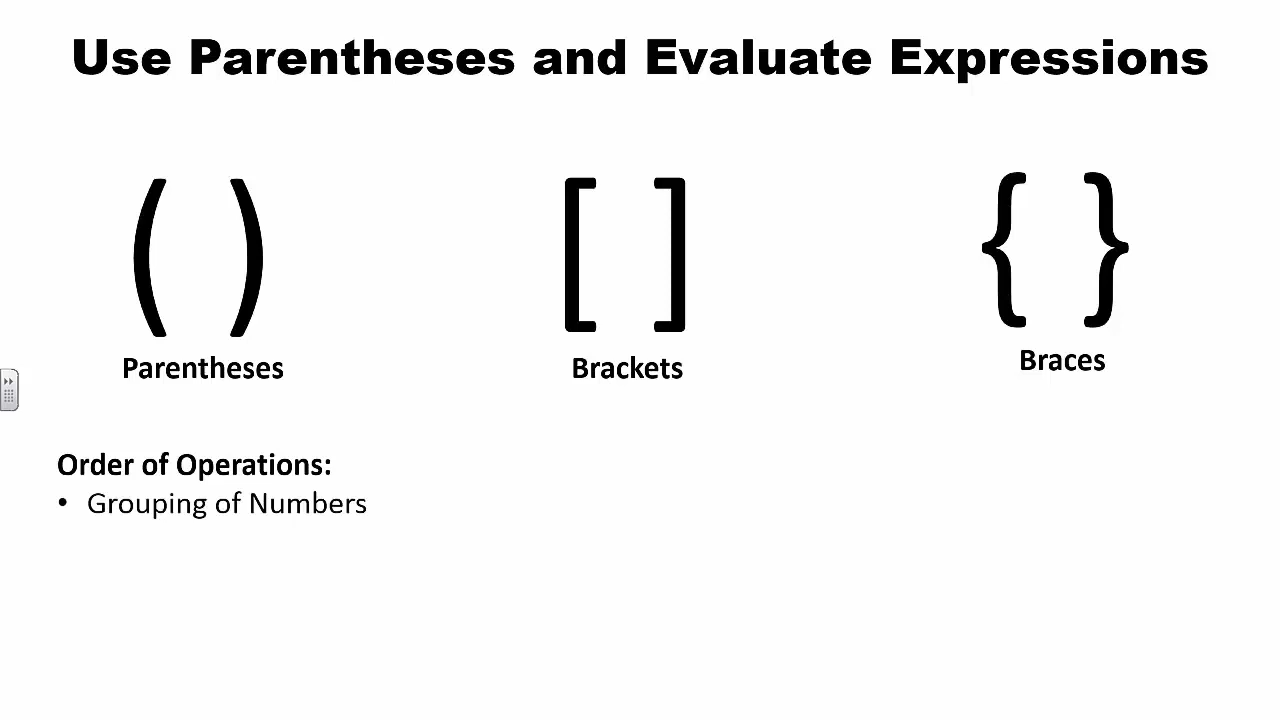 Use Parentheses and Evaluate Expressions
( ) [ ] { }
Parentheses Brackets Braces
Order of Operations:
• Grouping of Numbers